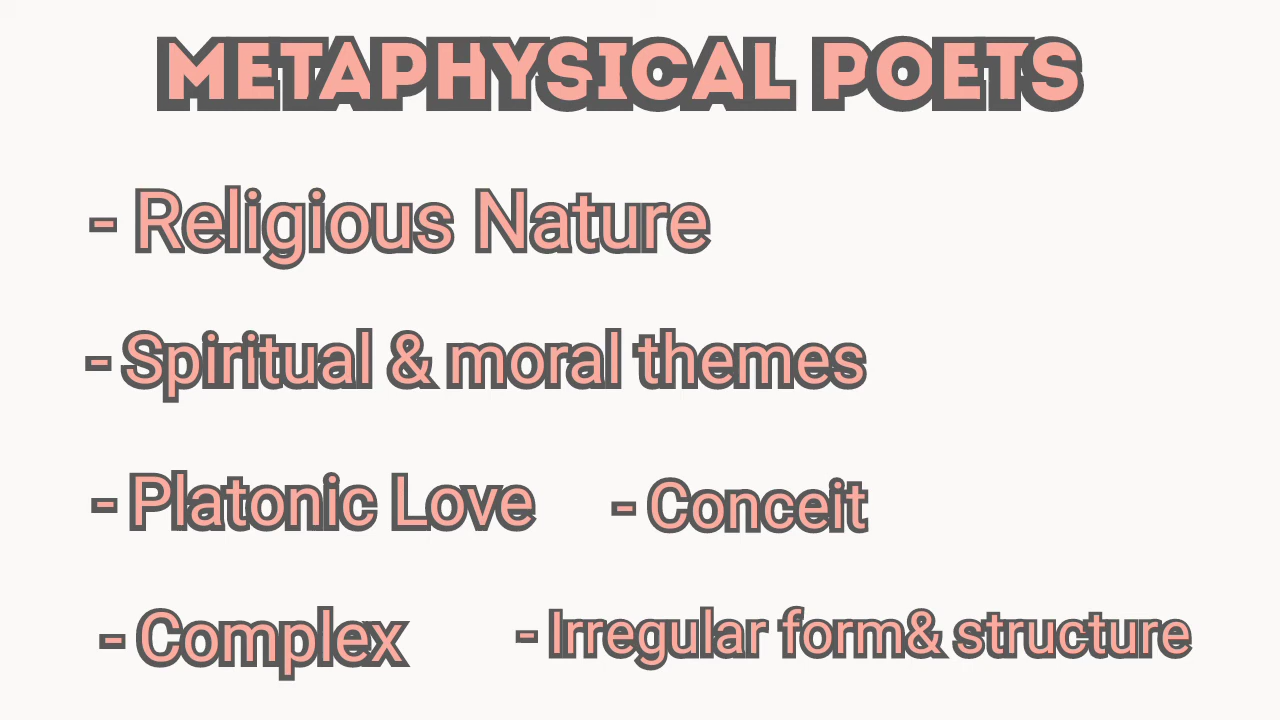 METAPHYSICAL POETS
- Religious Nature
- Spiritual & moral themes
- Platonic Love - Conceit
- Complex - Irregular form& structure